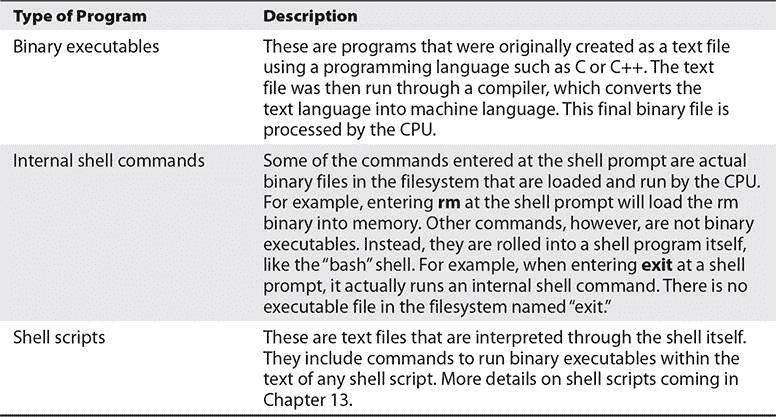 Type of Program Description
Binary executables These are programs that were originally created as a text file
using a programming language such as C or C++. The text
file was then run through a compiler, which converts the
text language into machine language. This final binary file is
processed by the CPU.
Internal shell commands Some of the commands entered at the shell prompt are actual
binary files in the filesystem that are loaded and run by the CPU.
For example, entering rm at the shell prompt will load the rm
binary into memory. Other commands, however, are not binary
executables. Instead, they are rolled into a shell program itself,
like the “bash” shell. For example, when entering exit at a shell
prompt, it actually runs an internal shell command. There is no
executable file in the filesystem named “exit.”
Shell scripts These are text files that are interpreted through the shell itself.
They include commands to run binary executables within the
text of any shell script. More details on shell scripts coming in
Chapter 13.